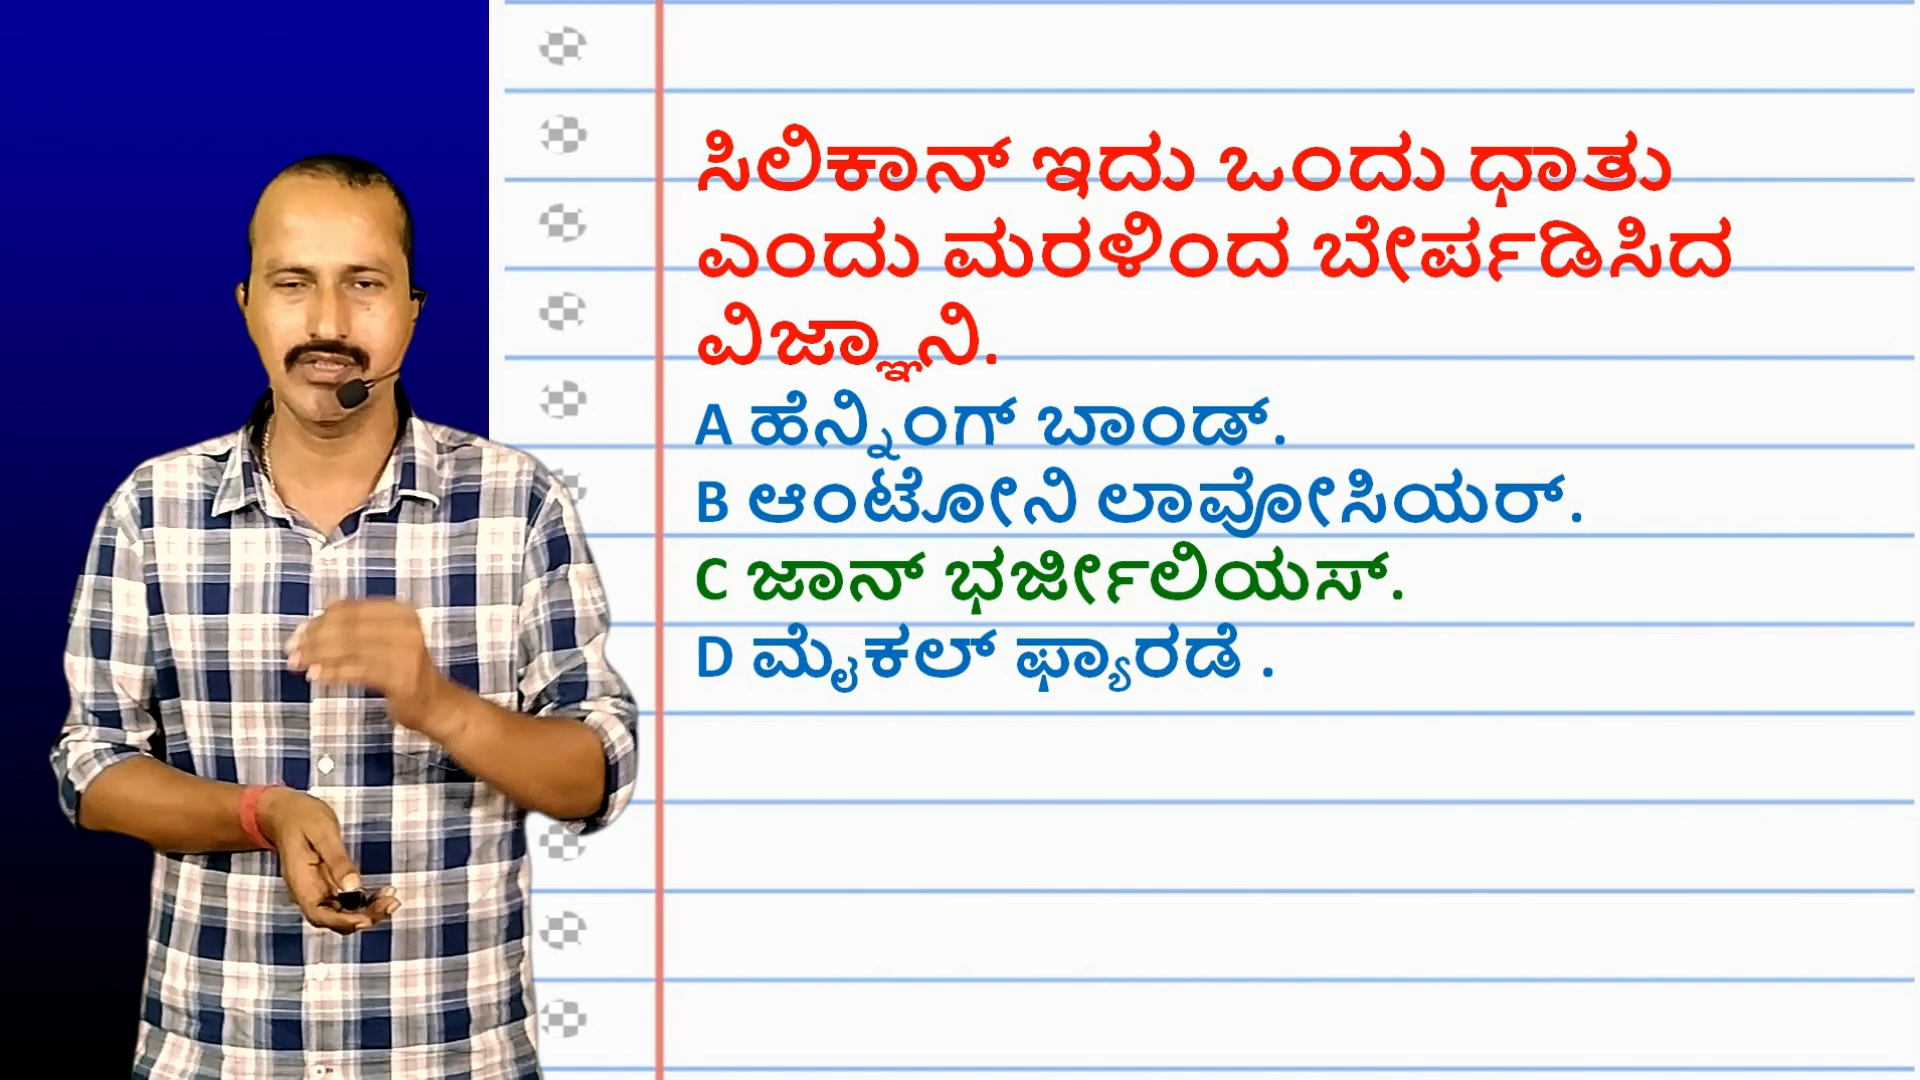 ಸಿಲಿಕಾನ್ ಇದು ಒಂದು ಧಾತು
ಎಂದು ಮರಳಿಂದ ಬೇರ್ಪಡಿಸಿದ
ವಿಜ್ಞಾನಿ.
A ಹೆನ್ನಿಂಗ್ ಬಾಂಡ್.
B ಆಂಟೋನಿ ಲಾವೋಸಿಯರ್.
C ಜಾನ್ ಭರ್ಜೀಲಿಯಸ್.
D ಮೈಕಲ್ ಫ್ಯಾರಡೆ .